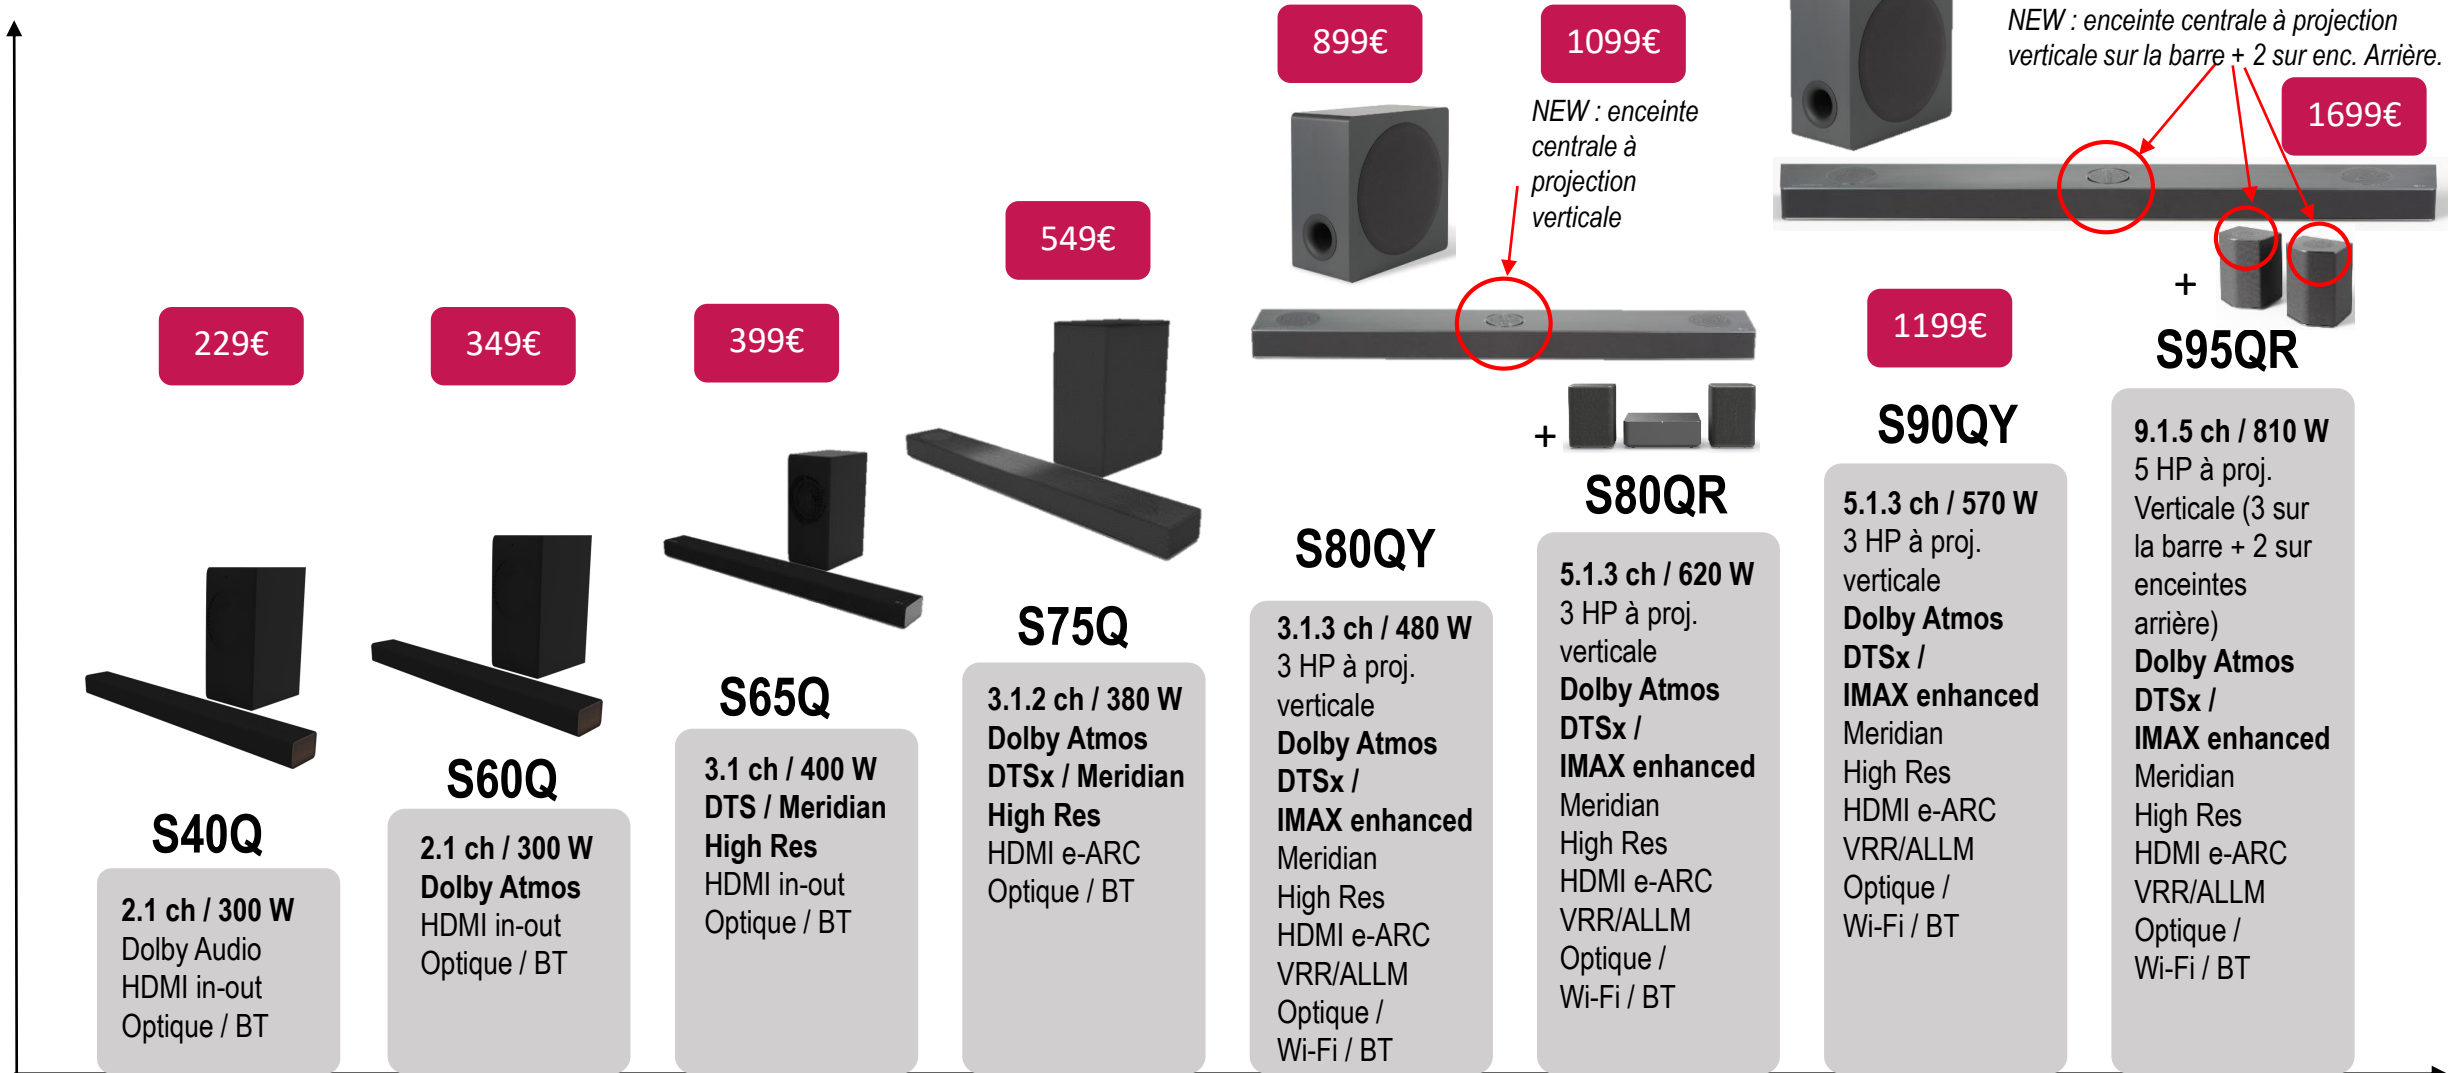 229€
S40Q
2.1 ch / 300 W
Dolby Audio
HDMI in-out
Optique / BT
349€
S60Q
2.1 ch / 300 W
Dolby Atmos
HDMI in-out
Optique / BT
399€
S65Q
3.1 ch / 400 W
DTS / Meridian
High Res
HDMI in-out
Optique / BT
549€
S75Q
3.1.2 ch / 380 W
Dolby Atmos
DTSx / Meridian
High Res
HDMI e-ARC
Optique / BT
899€
S80QY
3.1.3 ch / 480 W
3 HP à proj.
verticale
Dolby Atmos
DTSx /
IMAX enhanced
Meridian
High Res
HDMI e-ARC
VRR/ALLM
Optique /
Wi-Fi / BT
1099€
NEW : enceinte
centrale à
projection
verticale
+
S80QR
5.1.3 ch / 620 W
3 HP à proj.
verticale
Dolby Atmos
DTSx /
IMAX enhanced
Meridian
High Res
HDMI e-ARC
VRR/ALLM
Optique /
Wi-Fi / BT
1199€
S90QY
5.1.3 ch / 570 W
3 HP à proj.
verticale
Dolby Atmos
DTSx /
IMAX enhanced
Meridian
High Res
HDMI e-ARC
VRR/ALLM
Optique /
Wi-Fi / BT
NEW : enceinte centrale à projection
verticale sur la barre + 2 sur enc. Arrière.
1699€
+
S95QR
9.1.5 ch / 810 W
5 HP à proj.
Verticale (3 sur
la barre + 2 sur
enceintes
arrière)
Dolby Atmos
DTSx /
IMAX enhanced
Meridian
High Res
HDMI e-ARC
VRR/ALLM
Optique /
Wi-Fi / BT